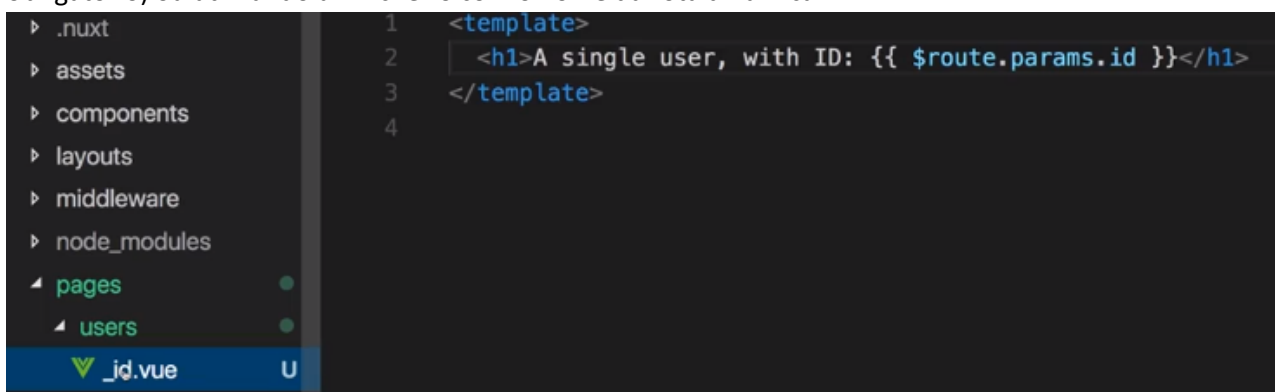 .nuxt
assets
components
layouts
middleware
node_modules
pages
users
_id.vue U
1 <template>
2 <h1>A single user, with ID: {{ $route.params.id }}</h1>
3 </template>
4